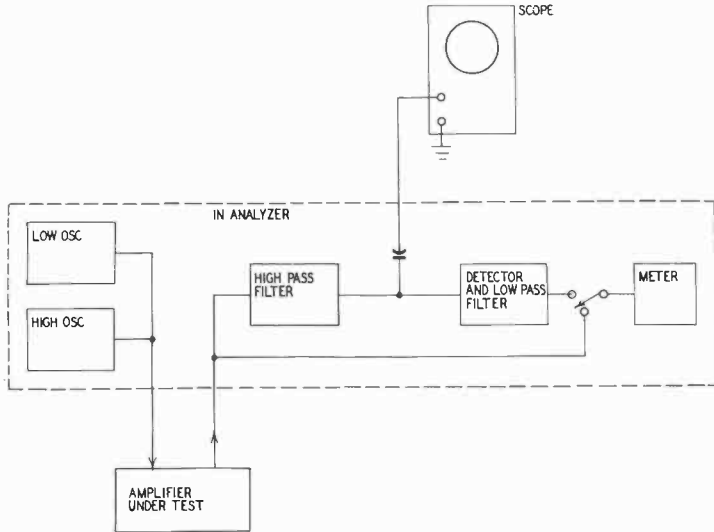 SCOPE
IN ANALYZER
LOW OSC
HIGH OSC
HIGH PASS
FILTER
DETECTOR
AND LOW PASS
FILTER
METER
AMPLIFIER
UNDER TEST